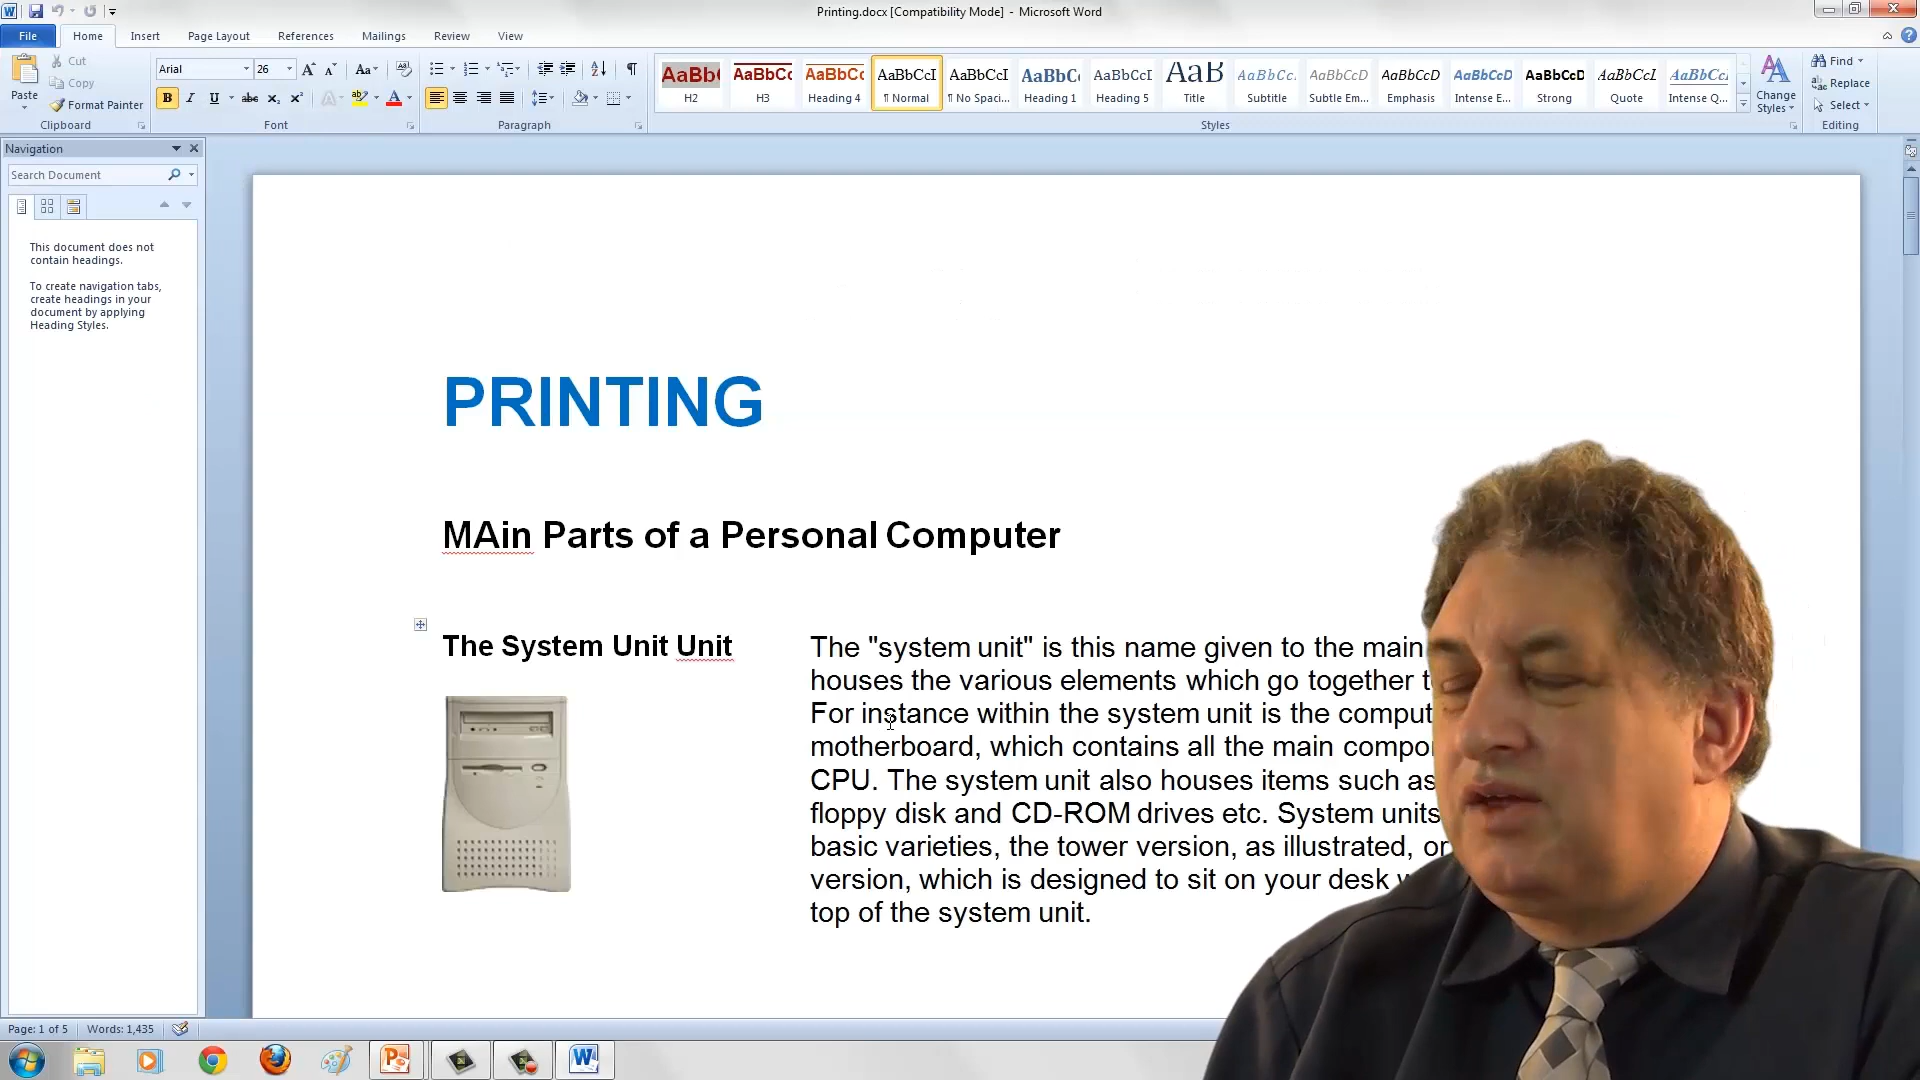 Printing.docx [Compatibility Mode] - Microsoft Word
File Home Insert Page Layout References Mailings Review View
Paste
Cut
Copy
Format Painter
Clipboard
Arial 26
Font
Paragraph
AaBbC AaBbCc AaBbCc AaBbCcI AaBbCcI AaBbC AaBbCcI AaB AaBbCc. AaBbCcD AaBbCcD AaBbCcD AaBbCcD AaBbCcI AaBbCcI
H2 H3 Heading 4 ¶ Normal ¶ No Spaci... Heading 1 Heading 5 Title Subtitle Subtle Em... Emphasis Intense E... Strong Quote Intense Q...
Styles
Change Styles
Find
Replace
Select
Editing
Navigation
Search Document
This document does not
contain headings.
To create navigation tabs,
create headings in your
document by applying
Heading Styles.
PRINTING
MAin Parts of a Personal Computer
The System Unit Unit
The "system unit" is this name given to the main
houses the various elements which go together
For instance within the system unit is the
motherboard, which contains all the main
CPU. The system unit also houses items such as
floppy disk and CD-ROM drives etc. System units
basic varieties, the tower version, as illustrated, or
version, which is designed to sit on your desk
top of the system unit.
Page: 1 of 5 Words: 1,435